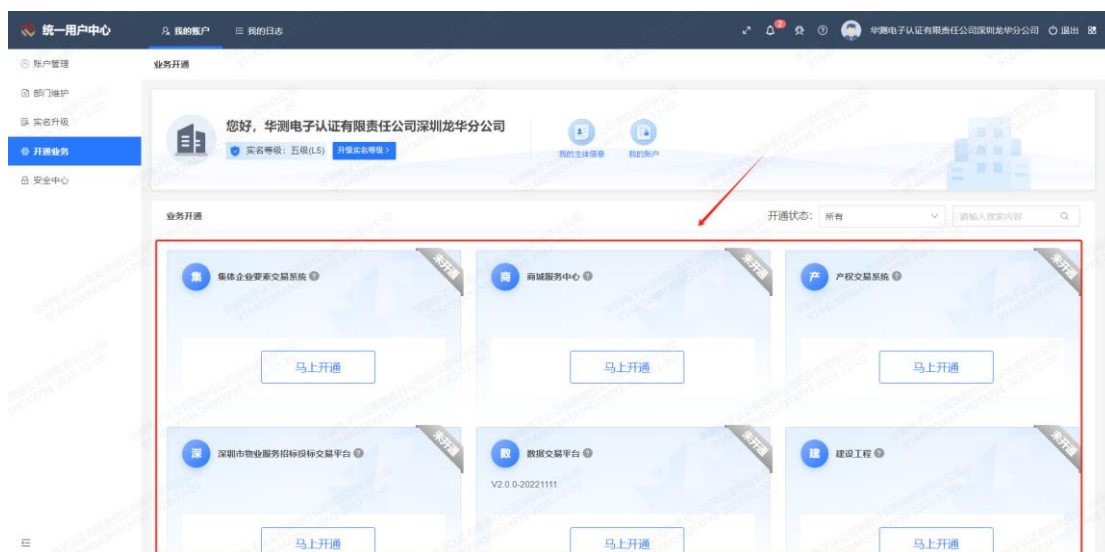 统一用户中心
我的账户
我的日志
2
华测电子认证有限责任公司深圳龙华分公司
退出
账户管理
部门维护
实名升级
开通业务
安全中心
业务开通
您好，华测电子认证有限责任公司深圳龙华分公司
实名等级：五级(L5)
升级实名等级>
我的主体信息
我的账户
业务开通
开通状态：
所有
请输入搜索内容
集
集体企业要素交易系统
未开通
马上开通
商
商城服务中心
未开通
马上开通
产
产权交易系统
未开通
马上开通
深
深圳市物业服务招标投标交易平台
未开通
马上开通
数
数据交易平台
未开通
V2.0.0-20221111
马上开通
建
建设工程
未开通
马上开通